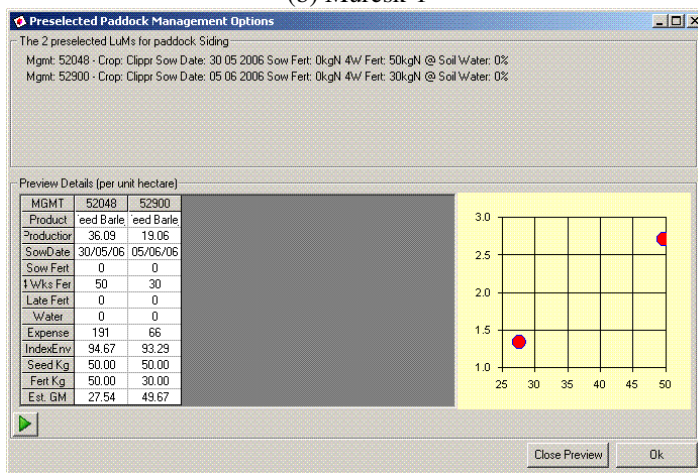 (b) Muresk-1
Preselected Paddock Management Options
The 2 preselected LuMs for paddock Siding
Mgmt: 52048 - Crop: Clippr Sow Date: 30 05 2006 Sow Fert: 0kgN 4W Fert: 50kgN @ Soil Water: 0%
Mgmt: 52900 - Crop: Clippr Sow Date: 05 06 2006 Sow Fert: 0kgN 4W Fert: 30kgN @ Soil Water: 0%
Preview Details (per unit hectare)
MGMT 52048 52900
Product eed Barle eed Barle
Production 36.09 19.06
SowDate 30/05/06 05/06/06
Sow Fert 0 0
4 Wks Fer 50 30
Late Fert 0 0
Water 0 0
Expense 191 66
IndexEnv 94.67 93.29
Seed Kg 50.00 50.00
Fert Kg 50.00 30.00
Est. GM 27.54 49.67
3.0
2.5
2.0
1.5
1.0
25 30 35 40 45 50
Close Preview Ok